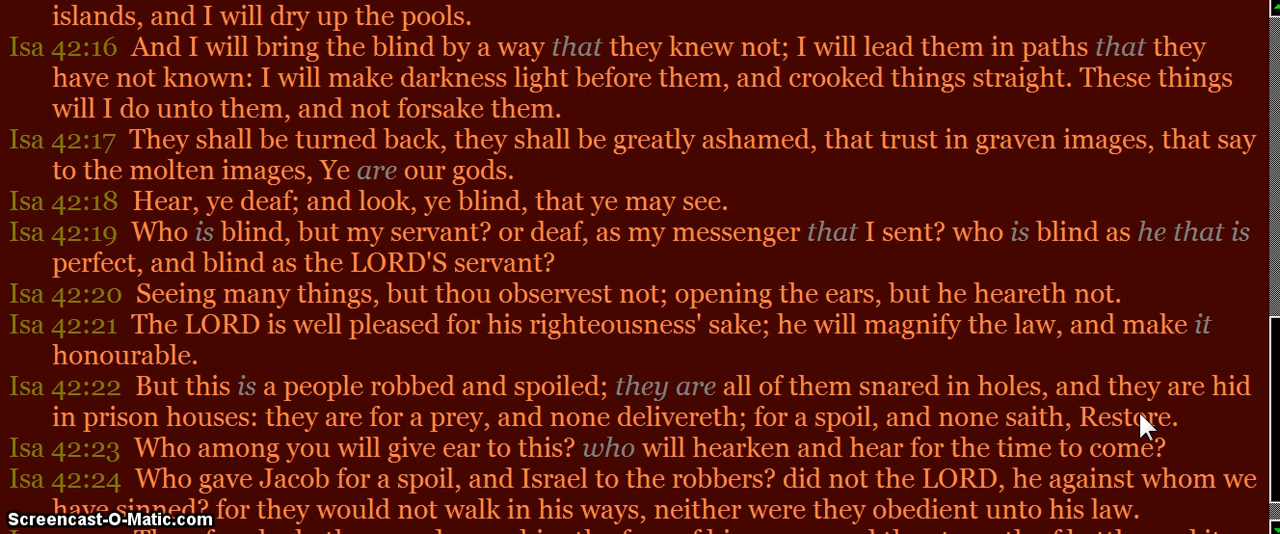 islands, and I will dry up the pools.
Isa 42:16 And I will bring the blind by a way that they knew not; I will lead them in paths that they
have not known: I will make darkness light before them, and crooked things straight. These things
will I do unto them, and not forsake them.
Isa 42:17 They shall be turned back, they shall be greatly ashamed, that trust in graven images, that say
to the molten images, Ye are our gods.
Isa 42:18 Hear, ye deaf; and look, ye blind, that ye may see.
Isa 42:19 Who is blind, but my servant? or deaf, as my messenger that I sent? who is blind as he that is
perfect, and blind as the LORD'S servant?
Isa 42:20 Seeing many things, but thou observest not; opening the ears, but he heareth not.
Isa 42:21 The LORD is well pleased for his righteousness' sake; he will magnify the law, and make it
honourable.
Isa 42:22 But this is a people robbed and spoiled; they are all of them snared in holes, and they are hid
in prison houses: they are for a prey, and none delivereth; for a spoil, and none saith, Restore.
Isa 42:23 Who among you will give ear to this? who will hearken and hear for the time to come?
Isa 42:24 Who gave Jacob for a spoil, and Israel to the robbers? did not the LORD, he against whom we
have sinned? for they would not walk in his ways, neither were they obedient unto his law.
Screencast-O-Matic.com